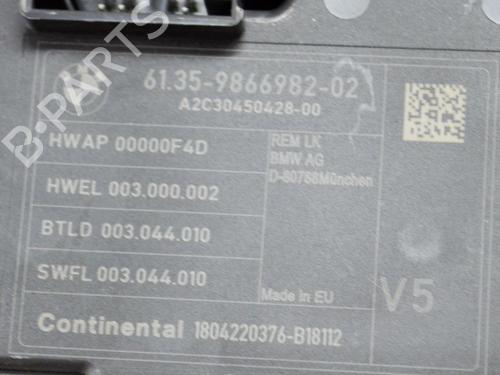 B-PARTS
61.35-9866982-02
A2C30450428-00
HWAP 00000F4D
HWEL 003.000.002
BTLD 003.044.010
SWFL 003.044.010
REM LK
BMW AG
D-80788München
Made in EU
V5
Continental 1804220376-B18112